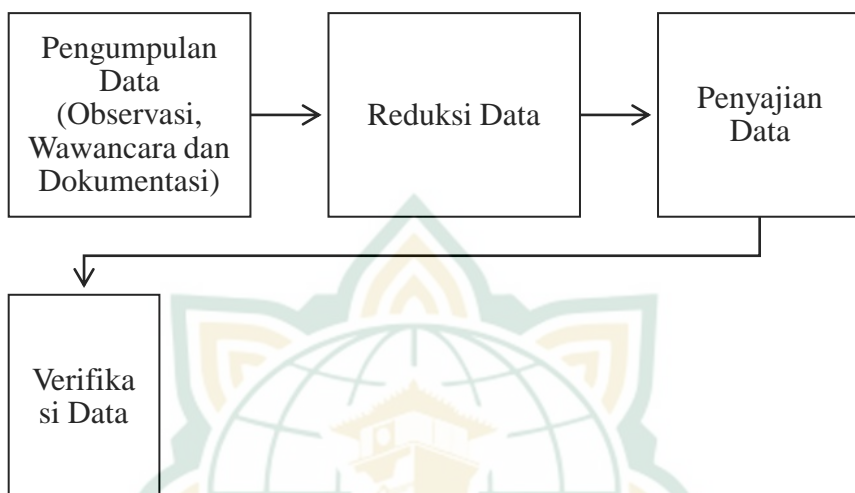 Pengumpulan
Data
(Observasi,
Wawancara dan
Dokumentasi)
Reduksi Data
Penyajian
Data
Verifika
si Data